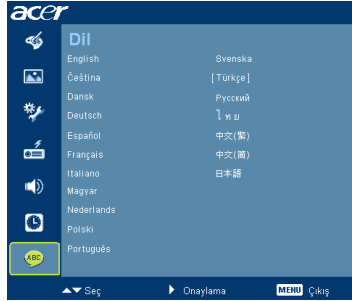 acer
Dil
English
Svenska
Čeština
[Türkçe]
Dansk
Русский
Deutsch
ไทย
Español
中文(繁)
Français
中文(简)
Italiano
日本語
Magyar
Nederlands
Polski
Português
ABC
Seç
Onaylama
MENU Çıkış